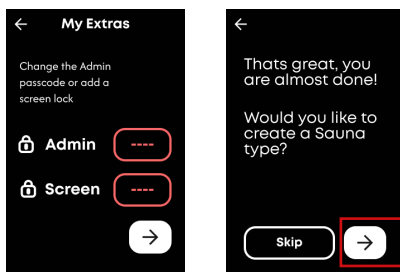 My Extras
Change the Admin
passcode or add a
screen lock
Admin ----
Screen ----
Thats great, you
are almost done!
Would you like to
create a Sauna
type?
Skip